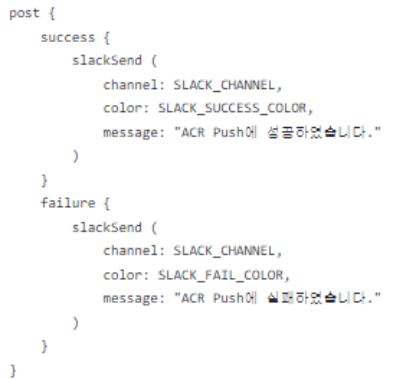 post {
    success {
        slackSend (
            channel: SLACK_CHANNEL,
            color: SLACK_SUCCESS_COLOR,
            message: "ACR Push에 성공하였습니다."
        )
    }
    failure {
        slackSend (
            channel: SLACK_CHANNEL,
            color: SLACK_FAIL_COLOR,
            message: "ACR Push에 실패하였습니다."
        )
    }
}